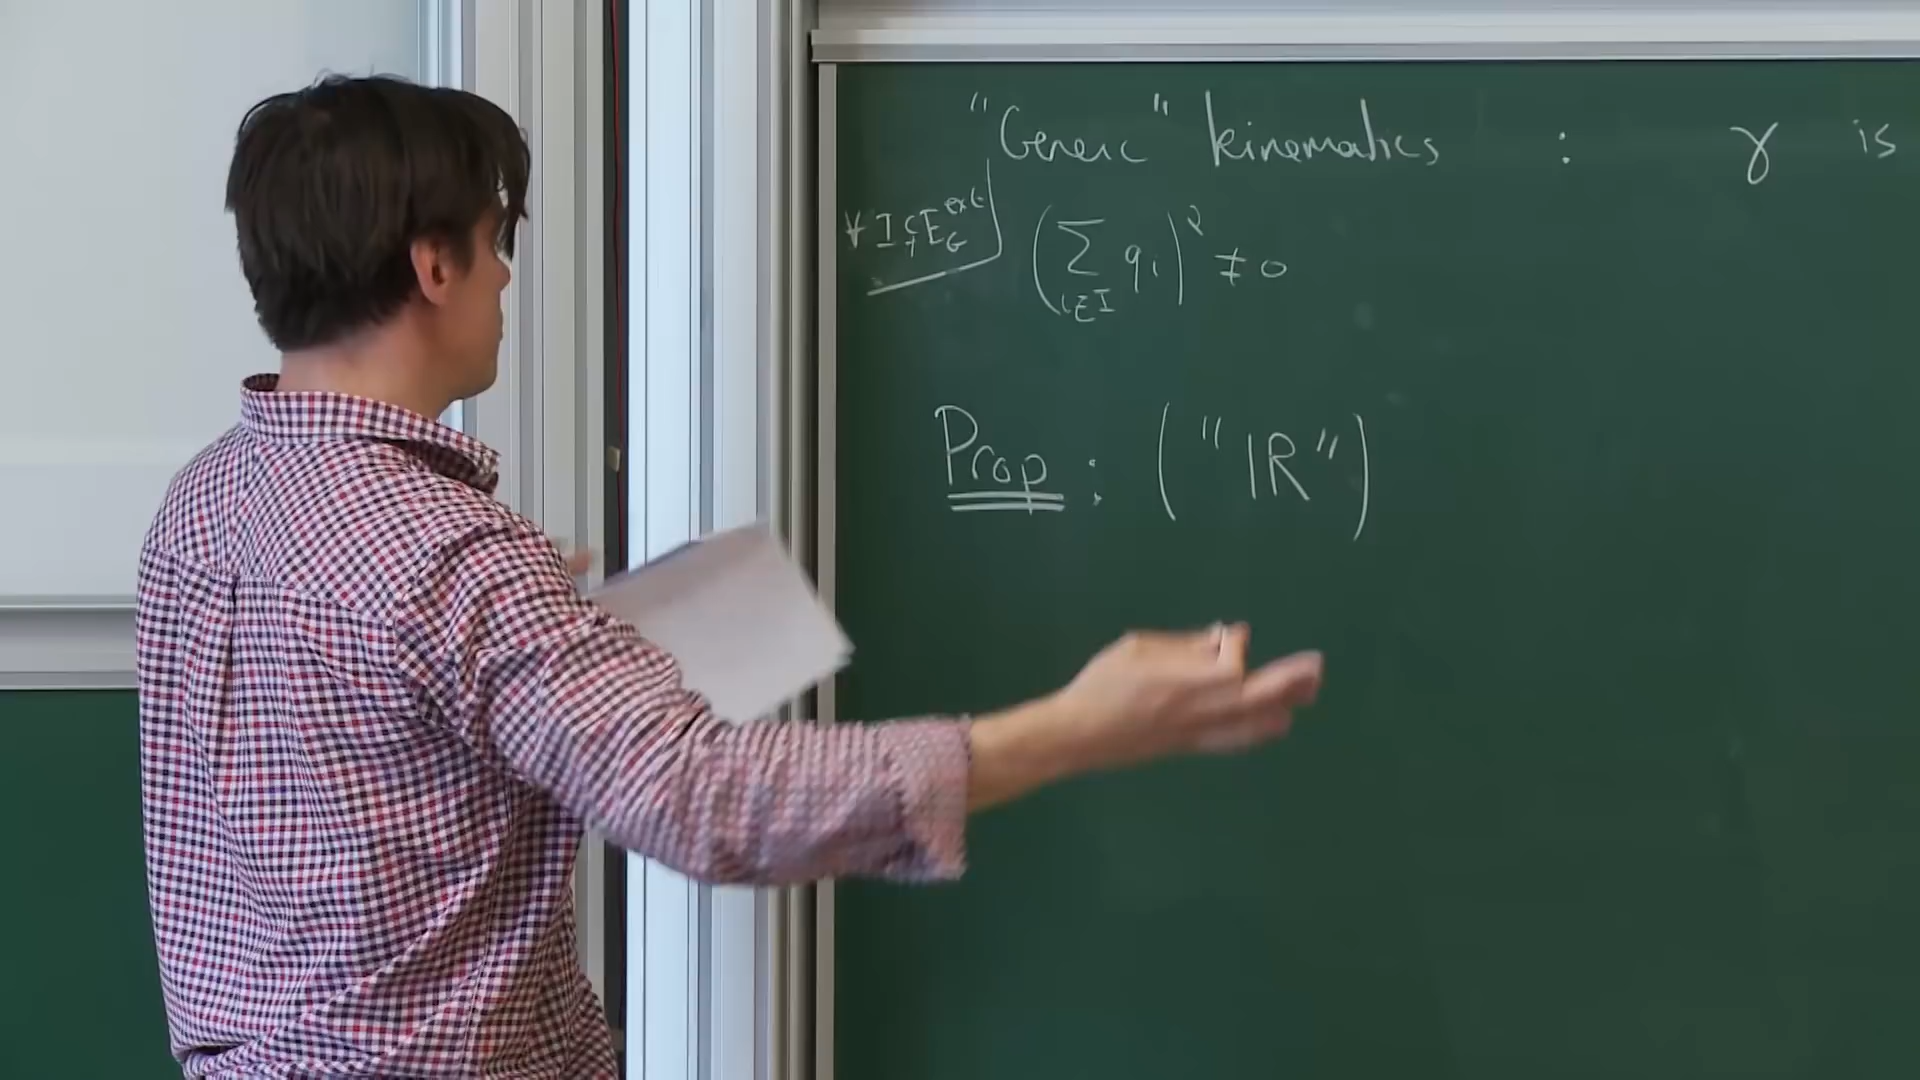 "Generic" kinematics : γ is
∀ I ⊊ E_G^ext (∑_{i∈I} q_i)^2 ≠ 0
Prop : ("IR")